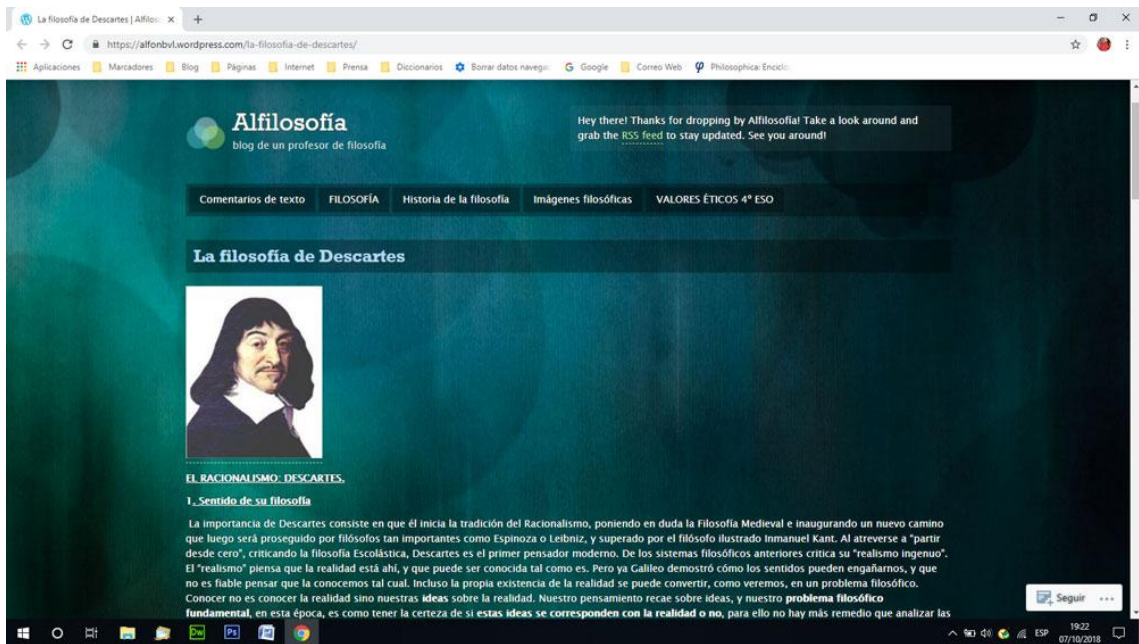 La filosofía de Descartes | Alfilos
https://alfonbvl.wordpress.com/la-filosofia-de-descartes/
Aplicaciones Marcadores Blog Páginas Internet Prensa Diccionarios Borrar datos navega Google Correo Web Philosophica: Enciclo
Alfilosofía
blog de un profesor de filosofía
Hey there! Thanks for dropping by Alfilosofía! Take a look around and
grab the RSS feed to stay updated. See you around!
Comentarios de texto FILOSOFÍA Historia de la filosofía Imágenes filosóficas VALORES ÉTICOS 4º ESO
La filosofía de Descartes
EL RACIONALISMO: DESCARTES.
1. Sentido de su filosofía
La importancia de Descartes consiste en que él inicia la tradición del Racionalismo, poniendo en duda la Filosofía Medieval e inaugurando un nuevo camino
que luego será proseguido por filósofos tan importantes como Espinoza o Leibniz, y superado por el filósofo ilustrado Inmanuel Kant. Al atreverse a "partir
desde cero", criticando la filosofía Escolástica, Descartes es el primer pensador moderno. De los sistemas filosóficos anteriores critica su "realismo ingenuo".
El "realismo" piensa que la realidad está ahí, y que puede ser conocida tal como es. Pero ya Galileo demostró cómo los sentidos pueden engañarnos, y que
no es fiable pensar que la conocemos tal cual. Incluso la propia existencia de la realidad se puede convertir, como veremos, en un problema filosófico.
Conocer no es conocer la realidad sino nuestras ideas sobre la realidad. Nuestro pensamiento recae sobre ideas, y nuestro problema filosófico
fundamental, en esta época, es como tener la certeza de si estas ideas se corresponden con la realidad o no, para ello no hay más remedio que analizar las
Seguir
Dw Ps
ESP
19:22
07/10/2018